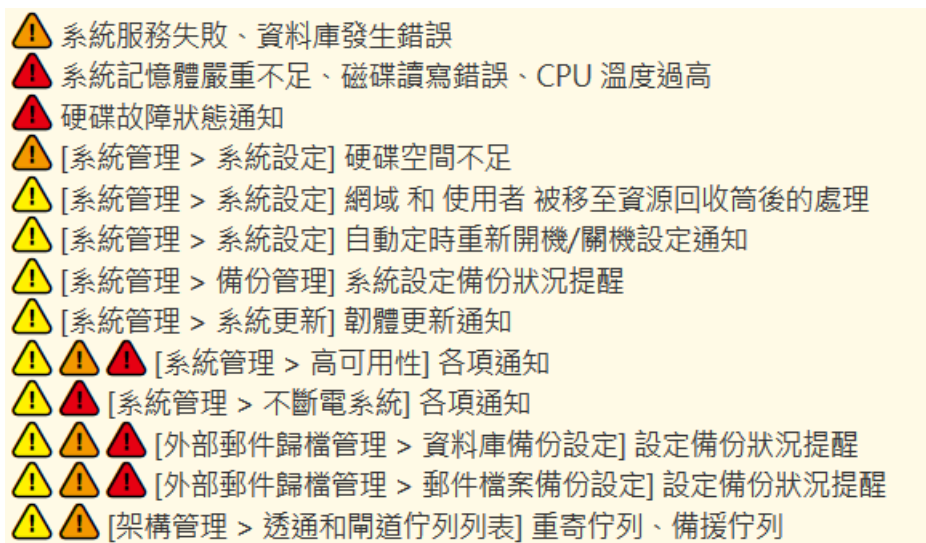 系統服務失敗、資料庫發生錯誤
系統記憶體嚴重不足、磁碟讀寫錯誤、CPU 溫度過高
硬碟故障狀態通知
[系統管理 > 系統設定] 硬碟空間不足
[系統管理 > 系統設定] 網域 和 使用者 被移至資源回收筒後的處理
[系統管理 > 系統設定] 自動定時重新開機/關機設定通知
[系統管理 > 備份管理] 系統設定備份狀況提醒
[系統管理 > 系統更新] 韌體更新通知
[系統管理 > 高可用性] 各項通知
[系統管理 > 不斷電系統] 各項通知
[外部郵件歸檔管理 > 資料庫備份設定] 設定備份狀況提醒
[外部郵件歸檔管理 > 郵件檔案備份設定] 設定備份狀況提醒
[架構管理 > 透通和閘道佇列列表] 重寄佇列、備援佇列